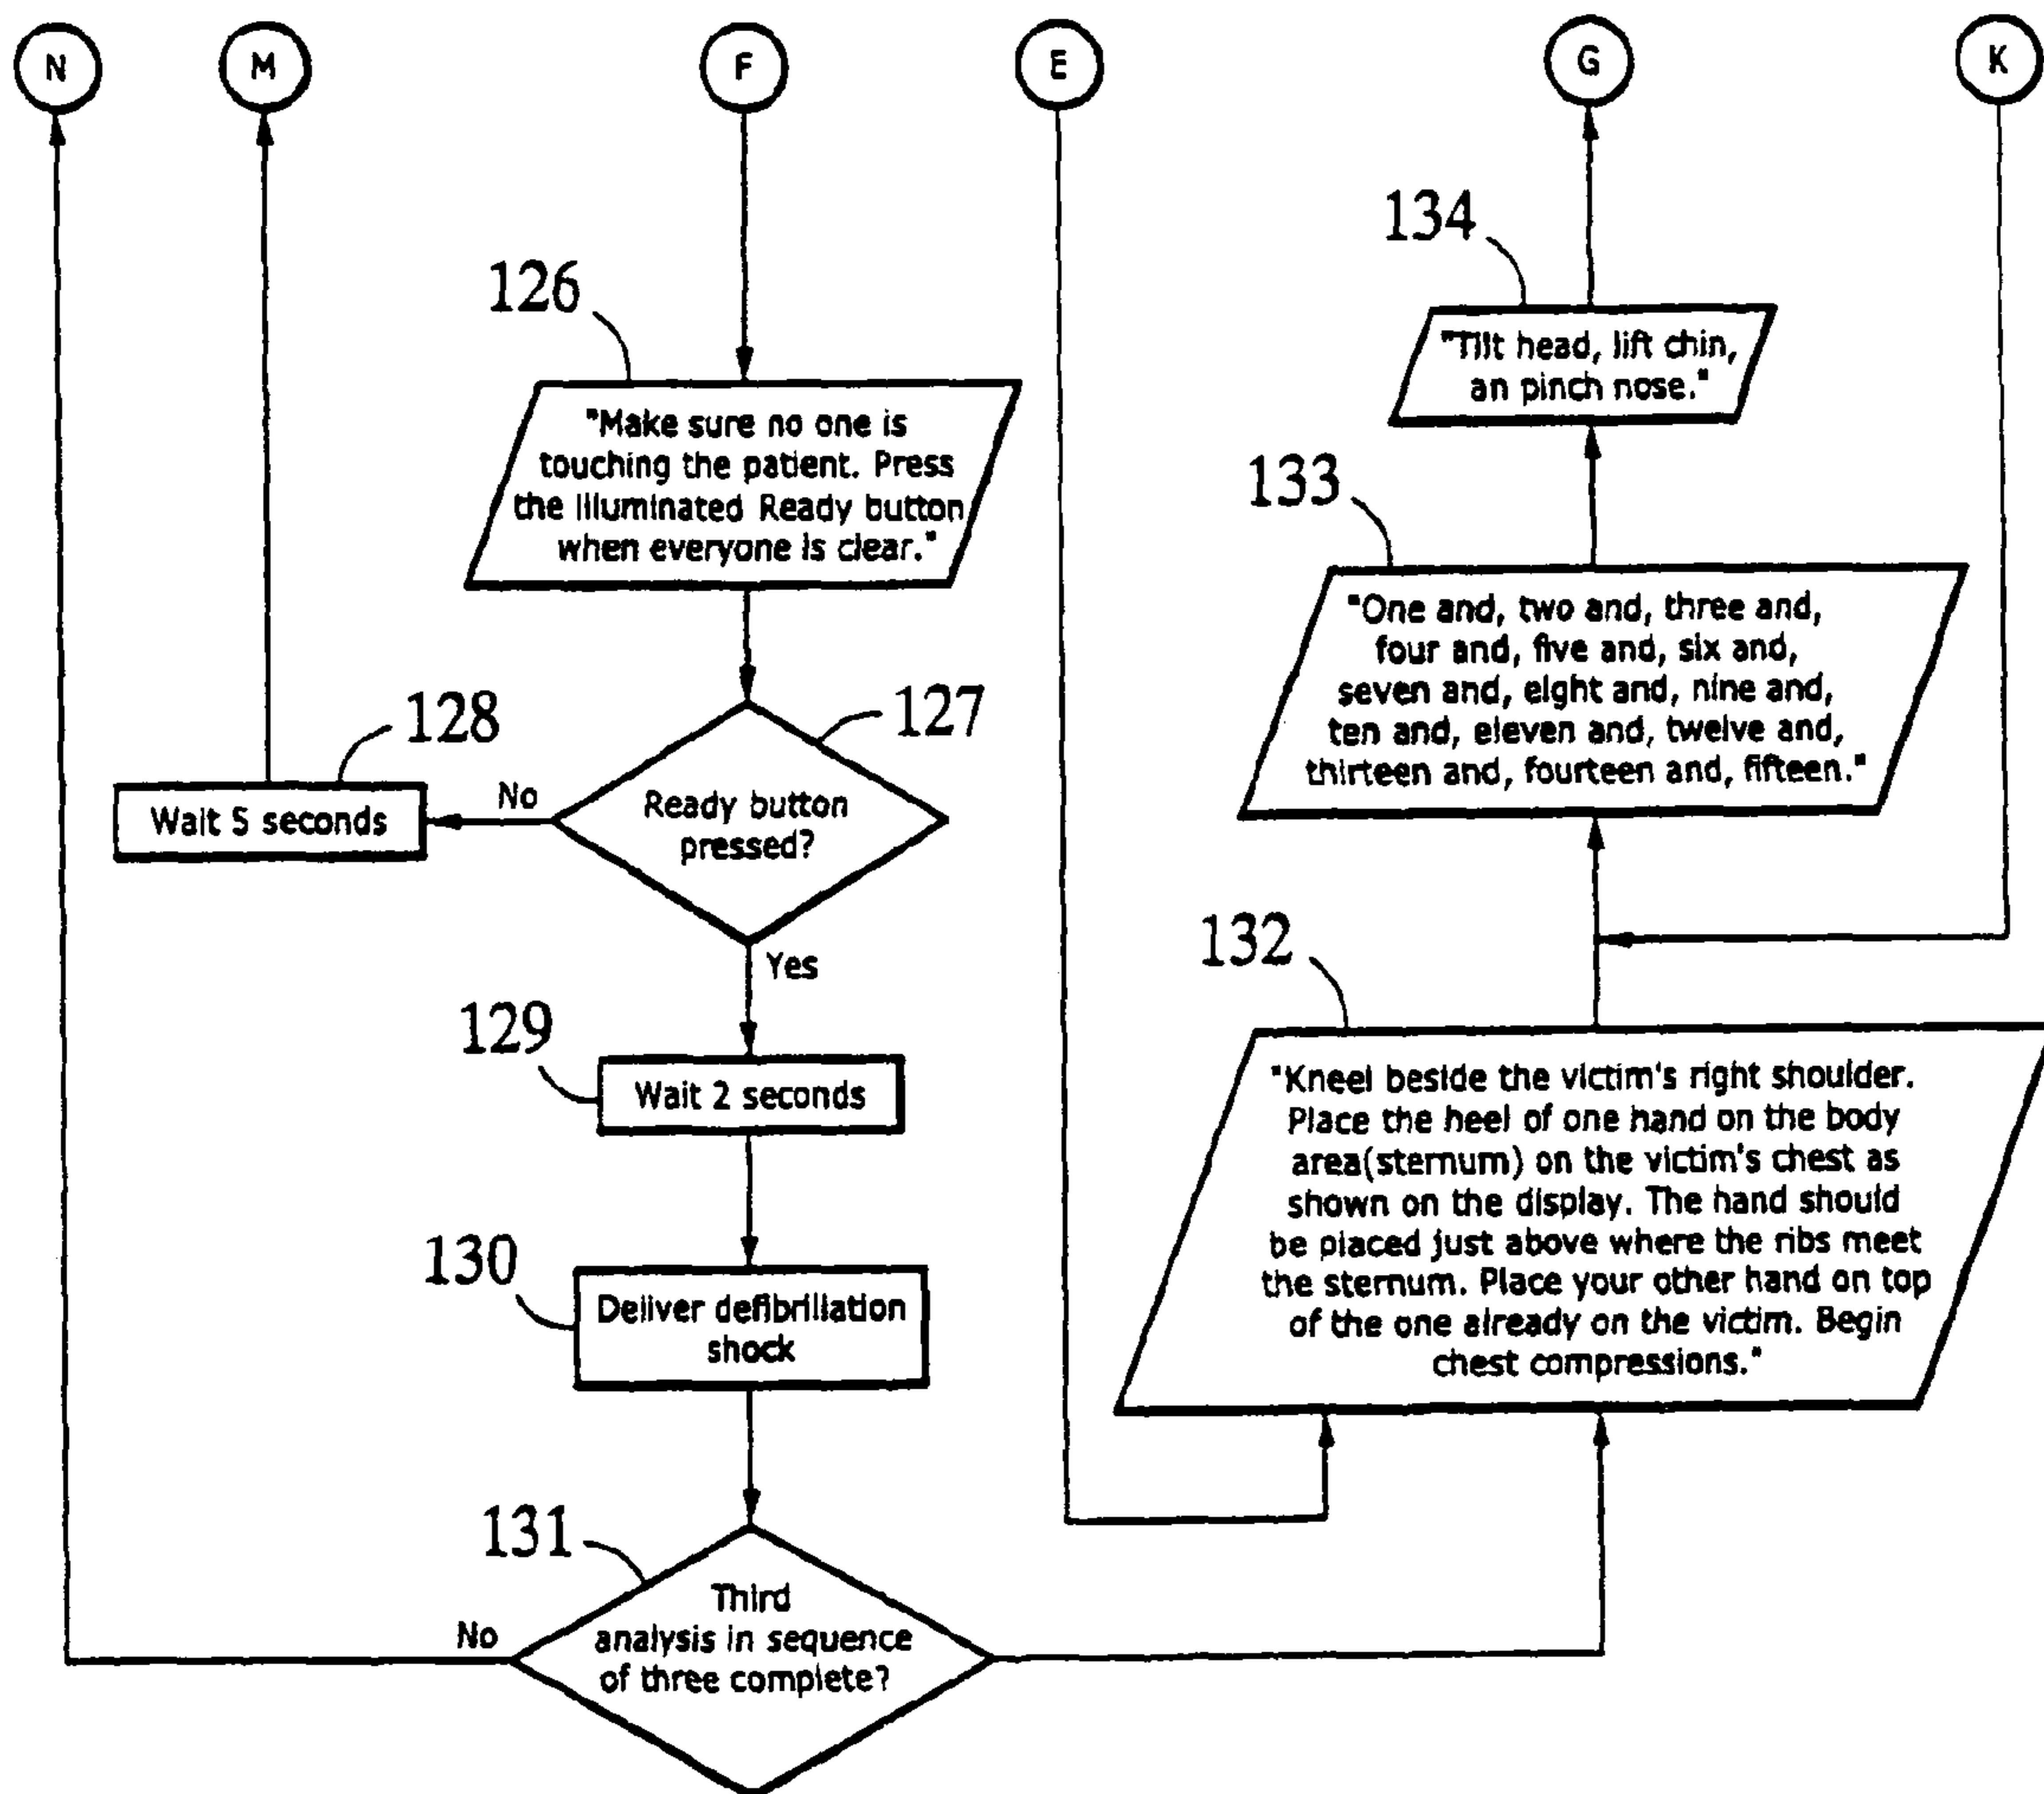 N
M
F
E
G
K
126
"Make sure no one is
touching the patient. Press
the illuminated Ready button
when everyone is clear."
128
Wait 5 seconds
No
127
Ready button
pressed?
Yes
129
Wait 2 seconds
130
Deliver defibrillation
shock
131
Third
analysis in sequence
of three complete?
No
134
"Tilt head, lift chin,
an pinch nose."
133
"One and, two and, three and,
four and, five and, six and,
seven and, eight and, nine and,
ten and, eleven and, twelve and,
thirteen and, fourteen and, fifteen."
132
"Kneel beside the victim's right shoulder.
Place the heel of one hand on the body
area(sternum) on the victim's chest as
shown on the display. The hand should
be placed just above where the ribs meet
the sternum. Place your other hand on top
of the one already on the victim. Begin
chest compressions."